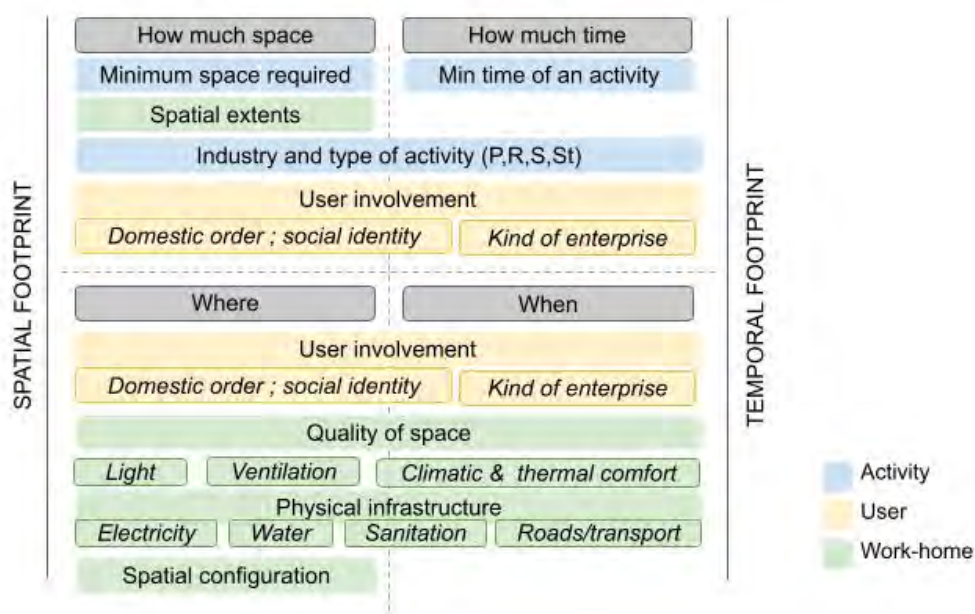 SPATIAL FOOTPRINT
How much space
How much time
Minimum space required
Min time of an activity
Spatial extents
Industry and type of activity (P,R,S,St)
User involvement
Domestic order ; social identity
Kind of enterprise
Where
When
User involvement
Domestic order ; social identity
Kind of enterprise
Quality of space
Light
Ventilation
Climatic & thermal comfort
Physical infrastructure
Electricity
Water
Sanitation
Roads/transport
Spatial configuration
TEMPORAL FOOTPRINT
Activity
User
Work-home